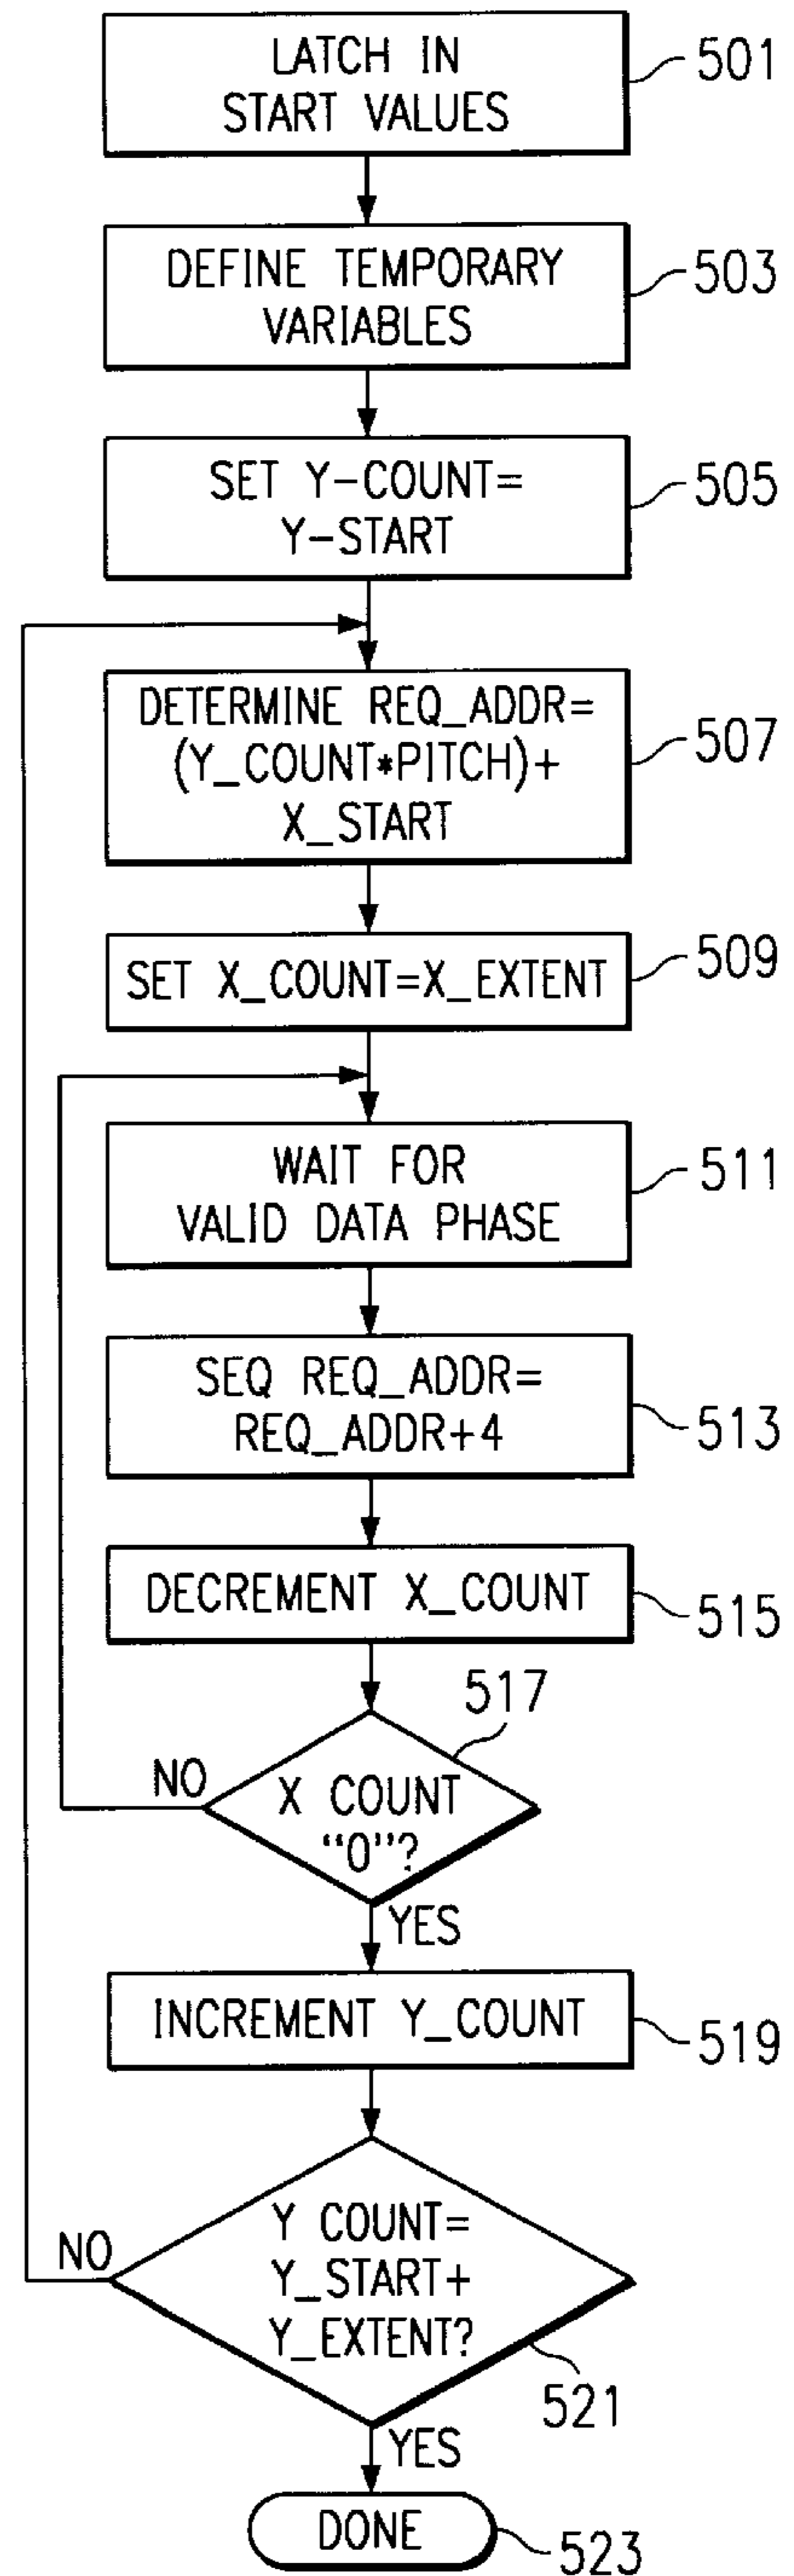 LATCH IN
START VALUES
501
DEFINE TEMPORARY
VARIABLES
503
SET Y-COUNT=
Y-START
505
DETERMINE REQ_ADDR=
(Y_COUNT*PITCH)+
X_START
507
SET X_COUNT=X_EXTENT
509
WAIT FOR
VALID DATA PHASE
511
SEQ REQ_ADDR=
REQ_ADDR+4
513
DECREMENT X_COUNT
515
517
NO
X COUNT
“0”?
YES
INCREMENT Y_COUNT
519
NO
Y COUNT=
Y_START+
Y_EXTENT?
521
YES
DONE
523